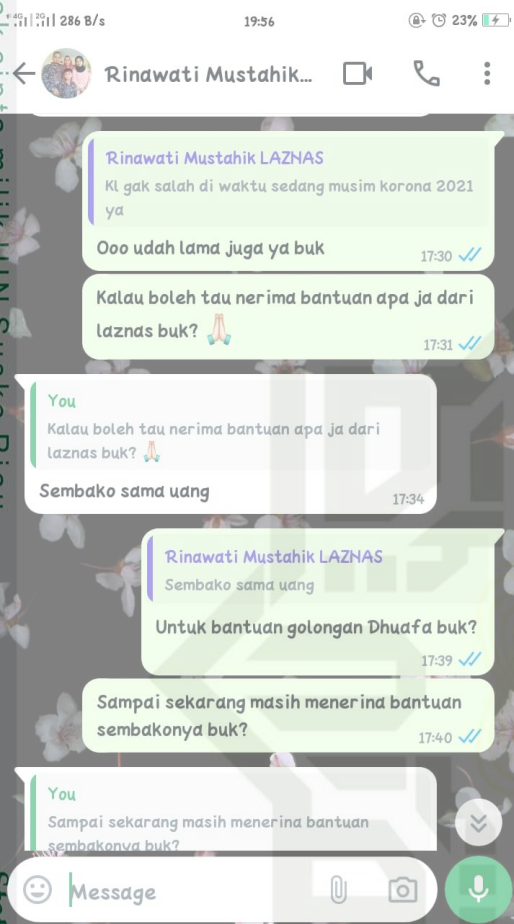 4G 2G 286 B/s 19:56 23%
Rinawati Mustahik...
Rinawati Mustahik LAZNAS
Kl gak salah di waktu sedang musim korona 2021
ya
Ooo udah lama juga ya buk
17:30
Kalau boleh tau nerima bantuan apa ja dari
laznas buk? 🙏🏻
17:31
You
Kalau boleh tau nerima bantuan apa ja dari
laznas buk? 🙏🏻
Sembako sama uang
17:34
Rinawati Mustahik LAZNAS
Sembako sama uang
Untuk bantuan golongan Dhuafa buk?
17:39
Sampai sekarang masih menerina bantuan
sembakonya buk?
17:40
You
Sampai sekarang masih menerina bantuan
sembakonya buk?
Message